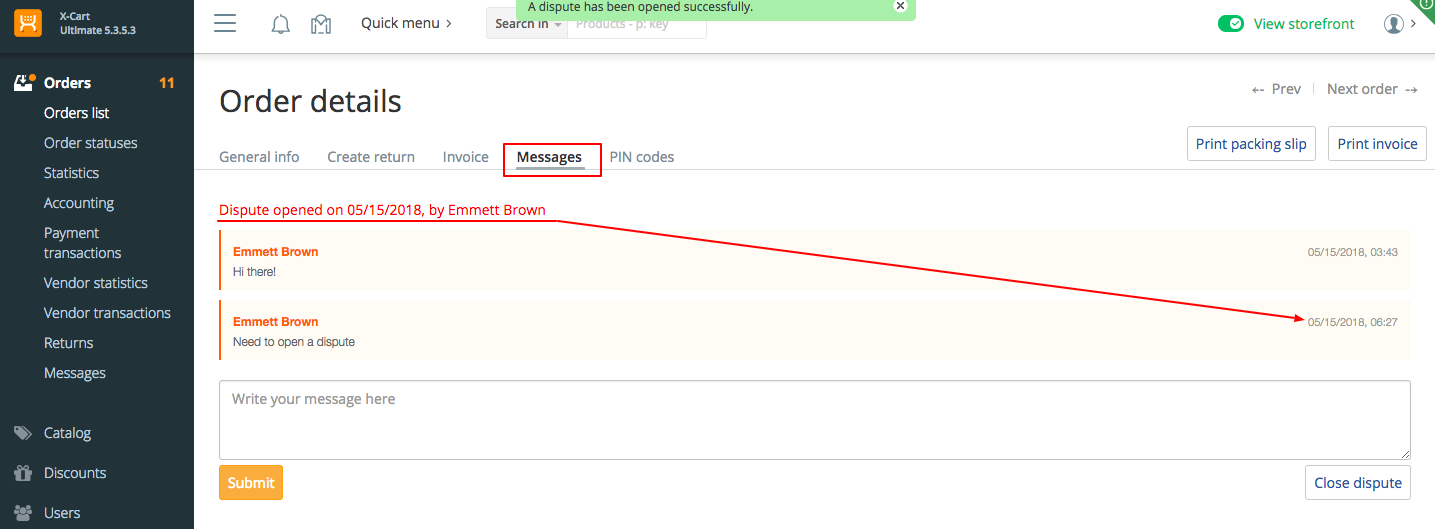 X-Cart
Ultimate 5.3.5.3
Quick menu
Search in
Products - p: key
A dispute has been opened successfully.
View storefront
Orders 11
Orders list
Order statuses
Statistics
Accounting
Payment
transactions
Vendor statistics
Vendor transactions
Returns
Messages
Catalog
Discounts
Users
Order details
Prev
Next order
General info
Create return
Invoice
Messages
PIN codes
Print packing slip
Print invoice
Dispute opened on 05/15/2018, by Emmett Brown
Emmett Brown 05/15/2018, 03:43
Hi there!
Emmett Brown 05/15/2018, 06:27
Need to open a dispute
Write your message here
Submit
Close dispute